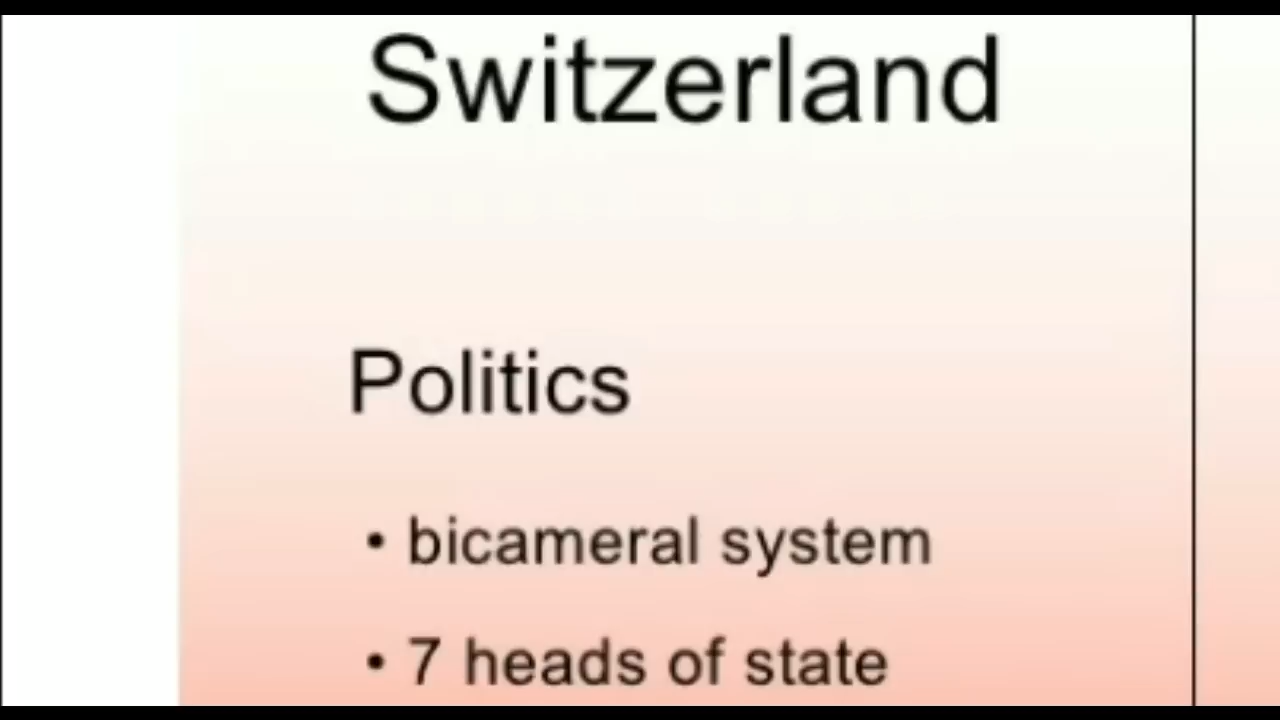 Switzerland
Politics
• bicameral system
• 7 heads of state